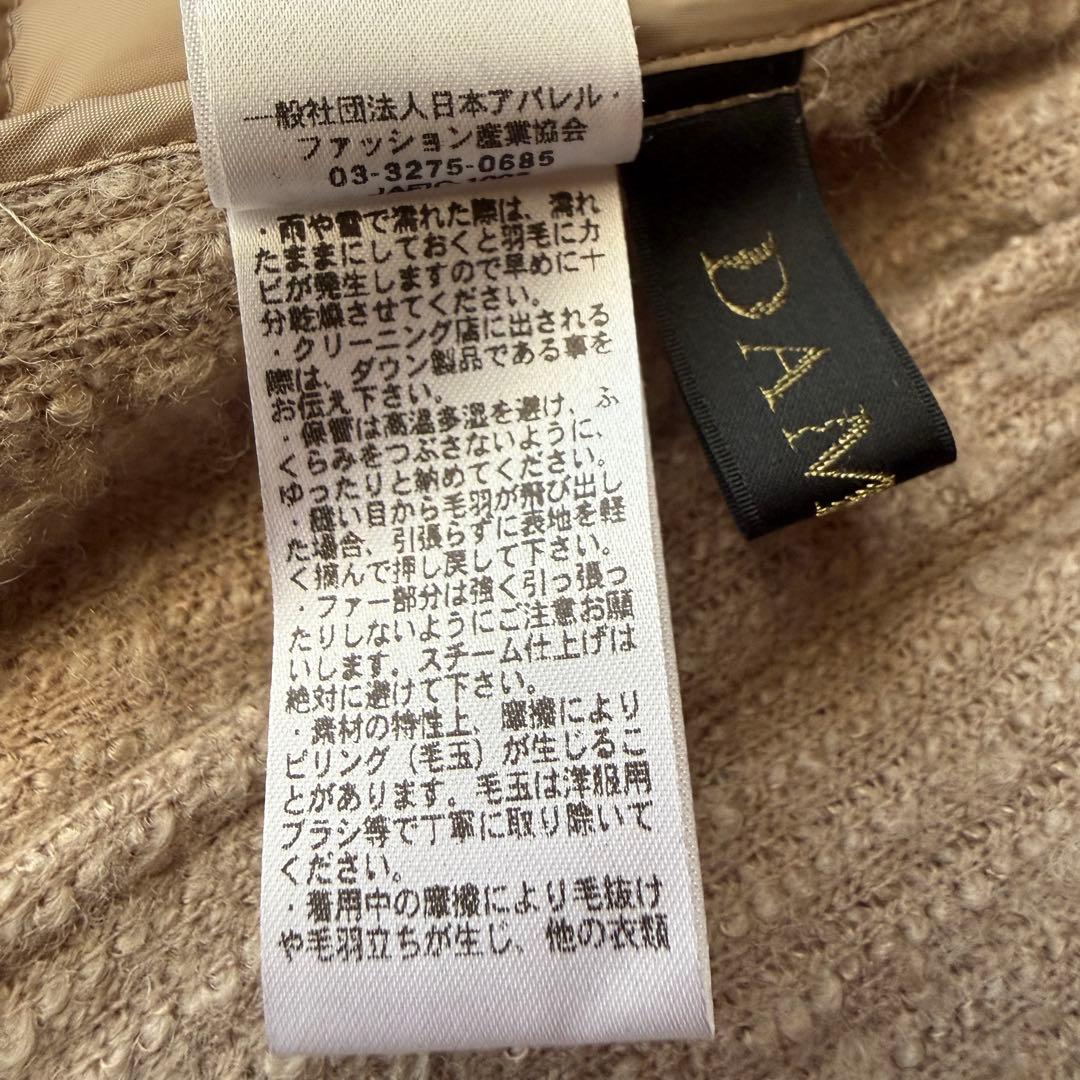 一般社団法人日本アパレル・
ファッション産業協会
03-3275-0685
・雨や雪で濡れた際は、濡れ
たままにしておくと羽毛にカ
ビが発生しますので早めに十
分乾燥させてください。
・クリーニング店に出される
際は、ダウン製品である事を
お伝え下さい。
・保管は高温多湿を避け、ふ
くらみをつぶさないように、
ゆったりと納めてください。
・縫い目から毛羽が飛び出し
た場合、引張らずに表地を軽
く摘んで押し戻して下さい。
・ファー部分は強く引っ張っ
たりしないようにご注意お願
いします。スチーム仕上げは
絶対に避けて下さい。
・素材の特性上、摩擦により
ピリング（毛玉）が生じるこ
とがあります。毛玉は洋服用
ブラシ等で丁寧に取り除いて
ください。
・着用中の摩擦により毛抜け
や毛羽立ちが生じ、他の衣類
DAM